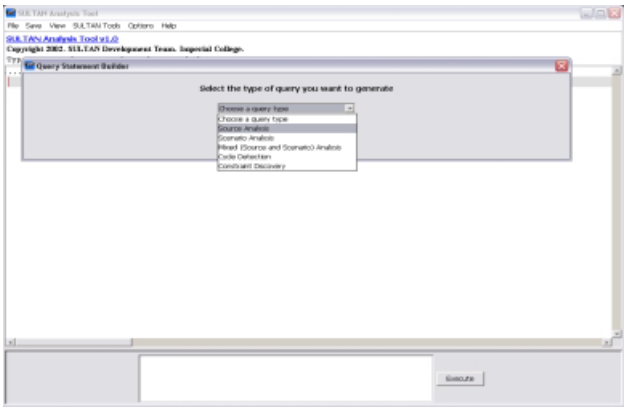 SULTAN Analysis Tool
File Save View SULTAN Tools Options Help
SULTAN Analysis Tool v1.0
Copyright 2002. SULTAN Development Team. Imperial College.
Typ
Query Statement Builder
Select the type of query you want to generate
Choose a query type
Choose a query type
Source Analysis
Scenario Analysis
Mixed (Source and Scenario) Analysis
Cycle Detection
Constraint Discovery
Execute